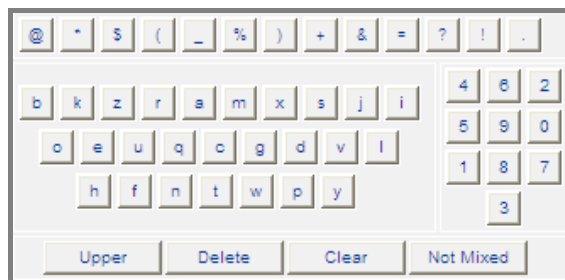 @ * $ ( _ % ) + & = ? ! .
b k z r a m x s j i
o e u q c g d v l
h f n t w p y
4 6 2
5 9 0
1 8 7
3
Upper Delete Clear Not Mixed